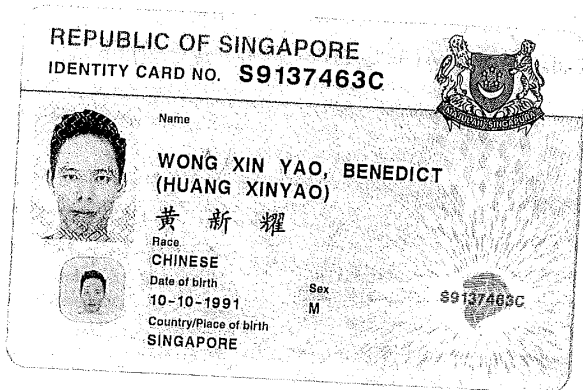 REPUBLIC OF SINGAPORE
IDENTITY CARD NO. S9137463C
Name
WONG XIN YAO, BENEDICT
(HUANG XINYAO)
黄 新 耀
Race
CHINESE
Date of birth Sex
10-10-1991 M
S9137463C
Country/Place of birth
SINGAPORE